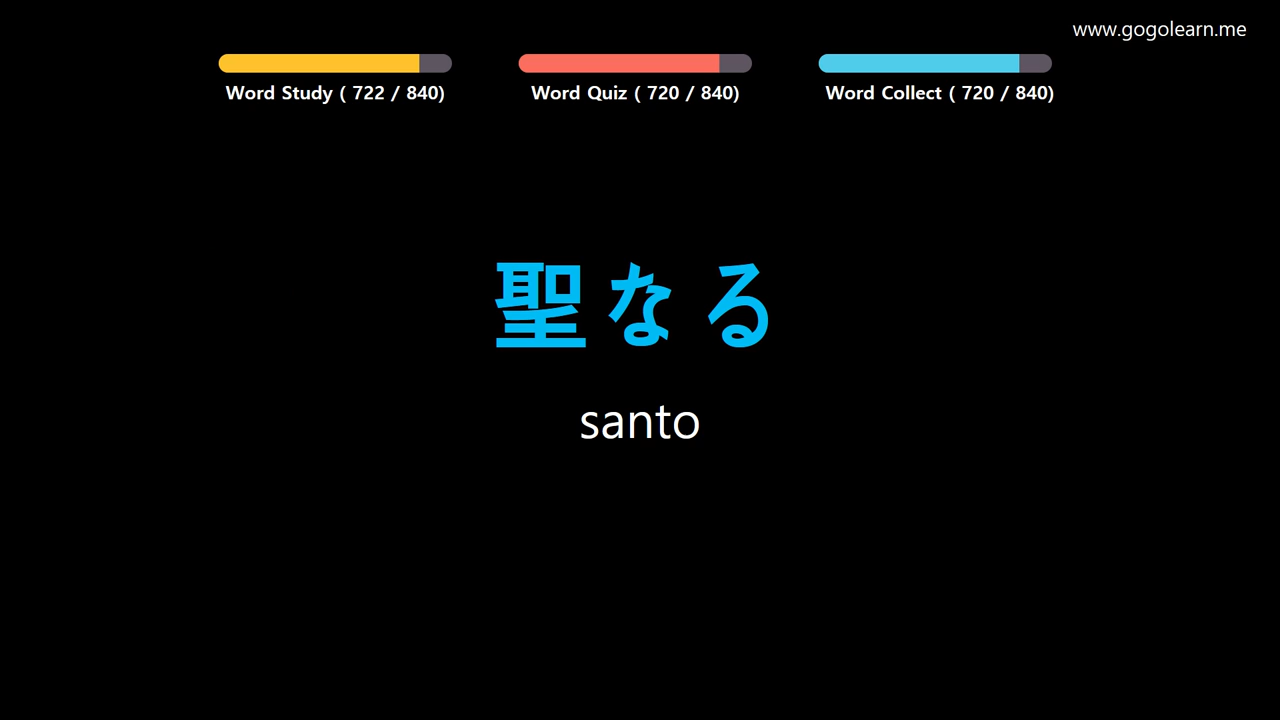 www.gogolearn.me
Word Study ( 722 / 840)
Word Quiz ( 720 / 840)
Word Collect ( 720 / 840)
聖なる
santo